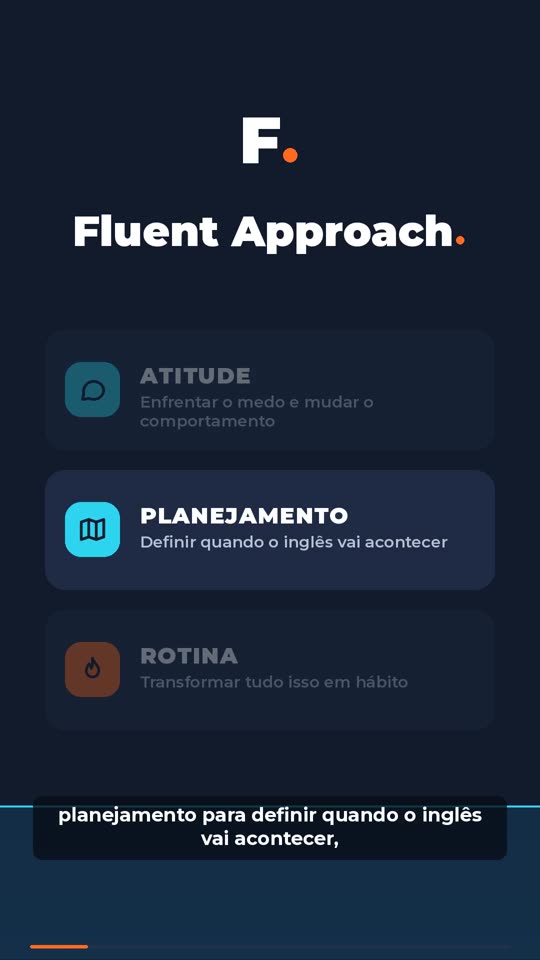 F.
Fluent Approach.
ATITUDE
Enfrentar o medo e mudar o
comportamento
PLANEJAMENTO
Definir quando o inglês vai acontecer
ROTINA
Transformar tudo isso em hábito
planejamento para definir quando o inglês
vai acontecer,